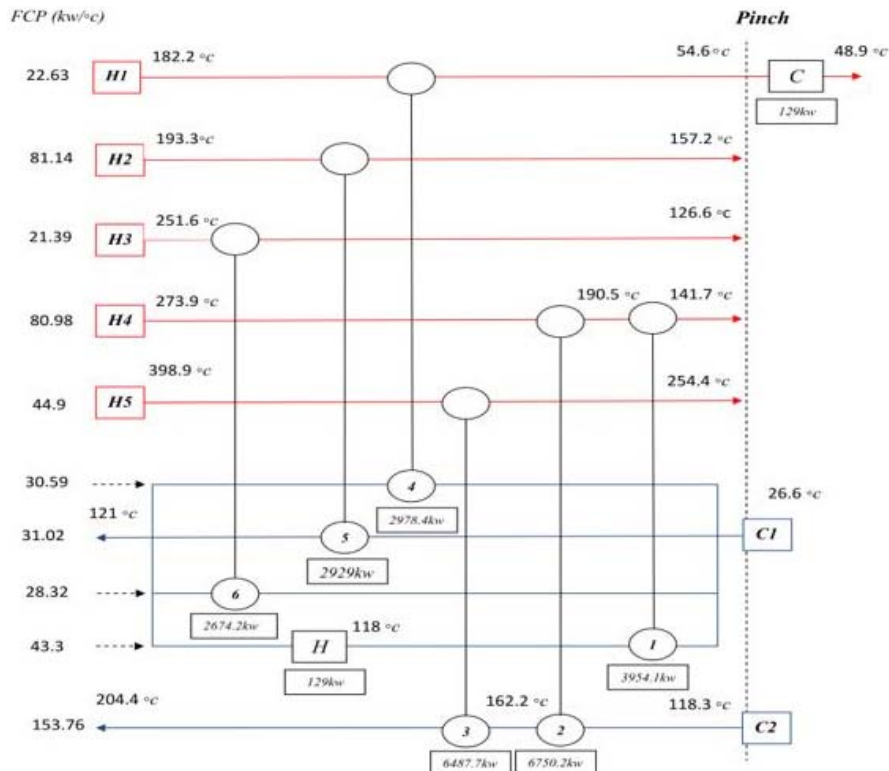 FCP (kw/°c)
Pinch
182.2 °c
54.6 °c
48.9 °c
22.63
H1
C
129kw
193.3°c
157.2 °c
81.14
H2
251.6 °c
126.6 °c
21.39
H3
273.9 °c
190.5 °c
141.7 °c
80.98
H4
398.9 °c
254.4 °c
44.9
H5
30.59
4
26.6 °c
121 °c
2978.4kw
31.02
5
C1
2929kw
28.32
6
2674.2kw
118 °c
43.3
H
1
129kw
3954.1kw
204.4 °c
162.2 °c
118.3 °c
153.76
3
2
C2
6487.7kw
6750.2kw